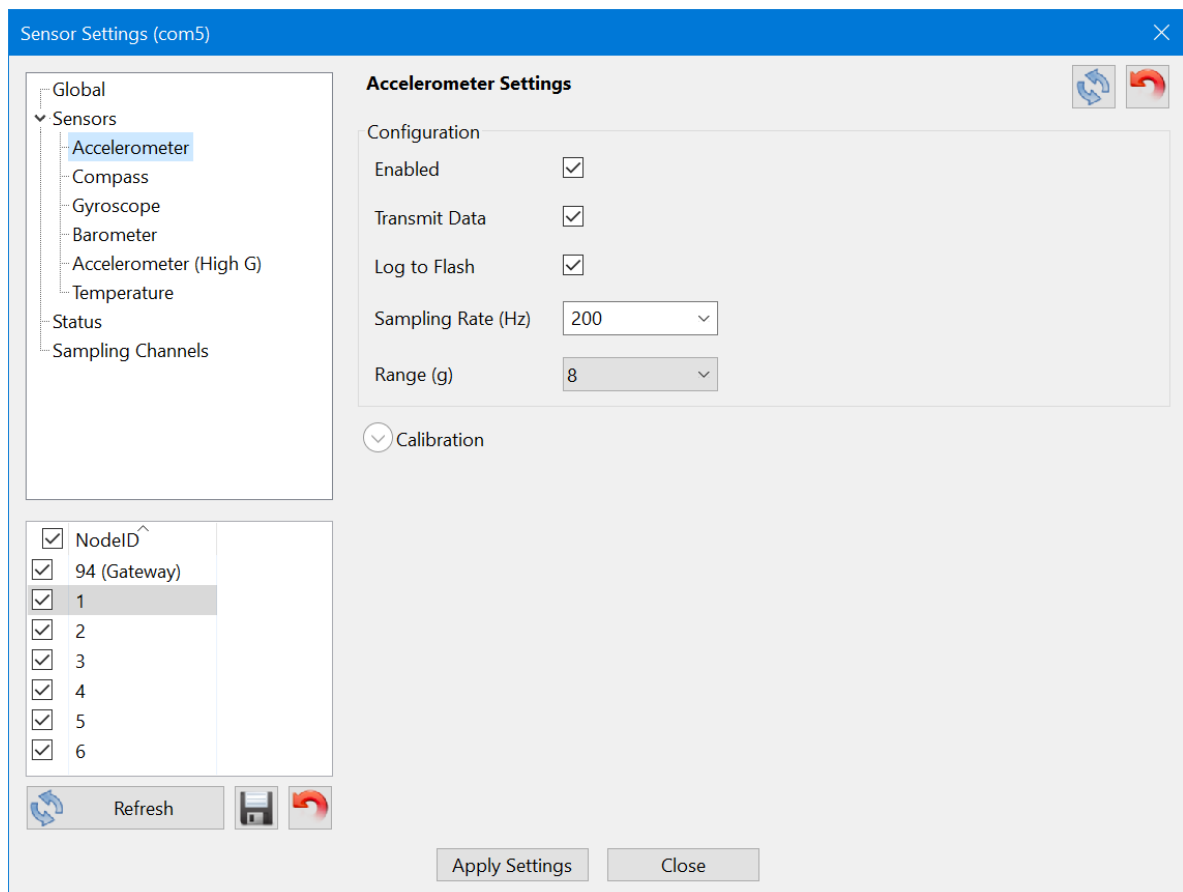 Sensor Settings (com5)
Global
Sensors
Accelerometer
Compass
Gyroscope
Barometer
Accelerometer (High G)
Temperature
Status
Sampling Channels
Accelerometer Settings
Configuration
Enabled
Transmit Data
Log to Flash
Sampling Rate (Hz) 200
Range (g) 8
Calibration
NodeID
94 (Gateway)
1
2
3
4
5
6
Refresh
Apply Settings Close